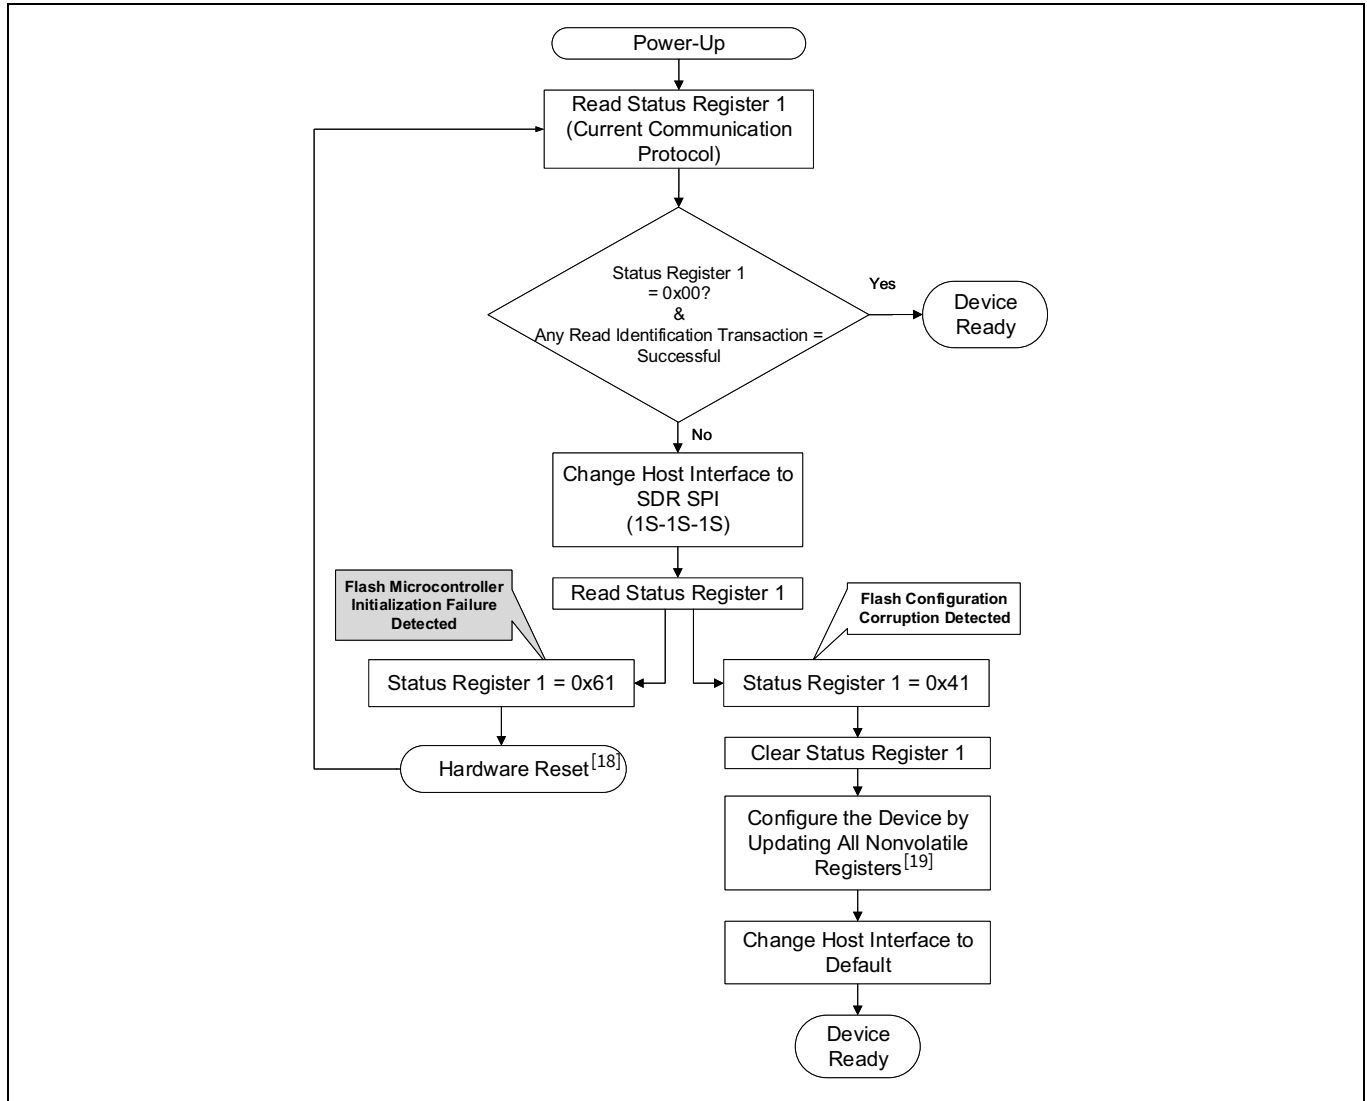 Power-Up
Read Status Register 1
(Current Communication
Protocol)
Status Register 1
= 0x00?
&
Any Read Identification Transaction =
Successful
Yes
Device
Ready
No
Change Host Interface to
SDR SPI
(1S-1S-1S)
Read Status Register 1
Flash Microcontroller
Initialization Failure
Detected
Flash Configuration
Corruption Detected
Status Register 1 = 0x61
Status Register 1 = 0x41
Hardware Reset[18]
Clear Status Register 1
Configure the Device by
Updating All Nonvolatile
Registers[19]
Change Host Interface to
Default
Device
Ready